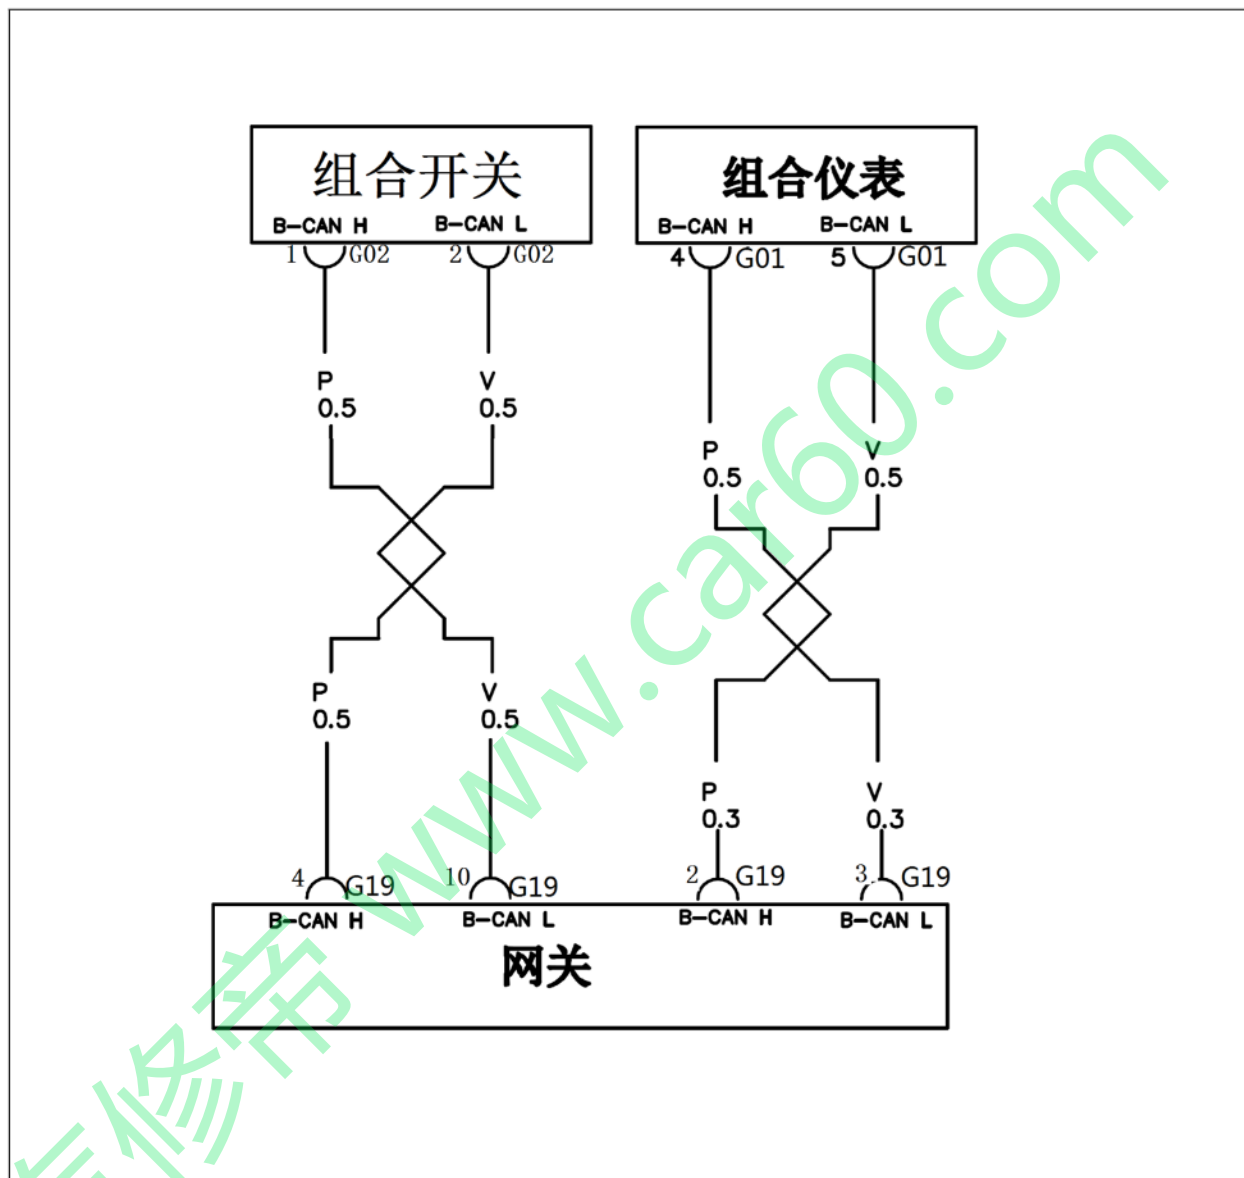 组合开关
B-CAN H B-CAN L
1 G02 2 G02
组合仪表
B-CAN H B-CAN L
4 G01 5 G01
P V
0.5 0.5
P V
0.5 0.5
P V
0.5 0.5
P V
0.3 0.3
4 G19 10 G19 2 G19 3 G19
B-CAN H B-CAN L B-CAN H B-CAN L
网关
修帝 www.car60.com